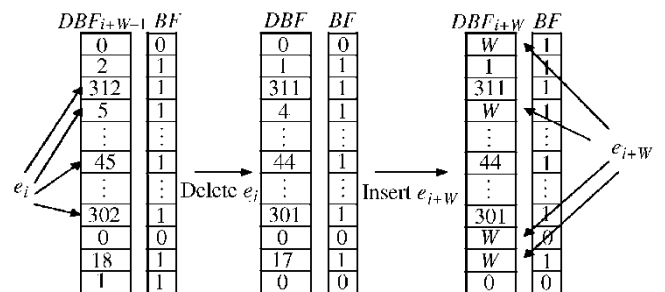 DBF_{i+W−1} BF DBF BF DBF_{i+W} BF
0 0 0 0 W 1
2 1 1 1 1 1
312 1 311 1 311 1
5 1 4 1 W 1
⋮ ⋮ ⋮ ⋮ ⋮ ⋮
e_{i+W}
45 1 44 1 44 1
e_i Delete e_i Insert e_{i+W}
⋮ ⋮ ⋮ ⋮ ⋮ ⋮
302 1 301 1 301 1
0 0 0 0 W 0
18 1 17 1 W 1
1 1 0 0 0 0